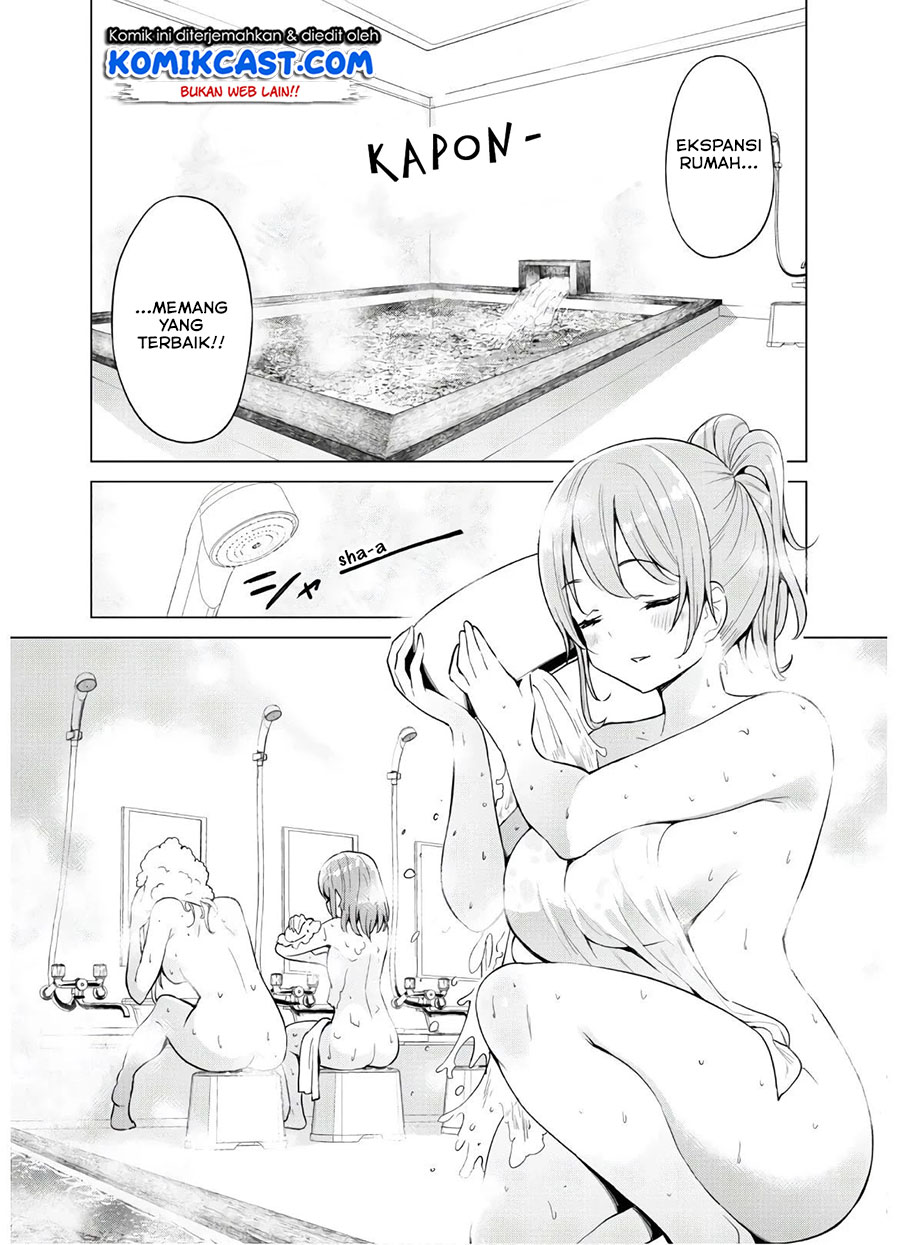 Komik ini diterjemahkan & diedit oleh
KOMIKCAST.COM
BUKAN WEB LAIN!!
EKSPANSI
RUMAH...
KAPON-
...MEMANG
YANG
TERBAIK!!
sha-a
シャ